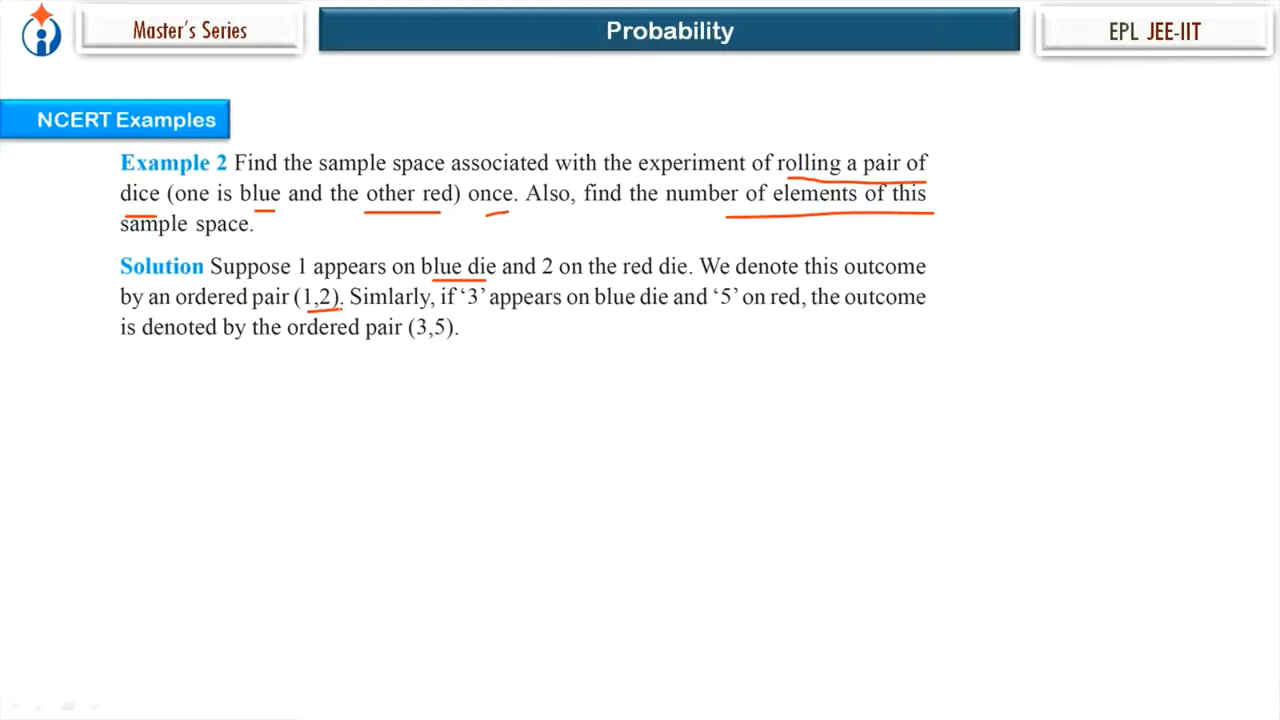 Master's Series
Probability
EPL JEE-IIT
NCERT Examples
Example 2 Find the sample space associated with the experiment of rolling a pair of
dice (one is blue and the other red) once. Also, find the number of elements of this
sample space.
Solution Suppose 1 appears on blue die and 2 on the red die. We denote this outcome
by an ordered pair (1,2). Simlarly, if ‘3’ appears on blue die and ‘5’ on red, the outcome
is denoted by the ordered pair (3,5).